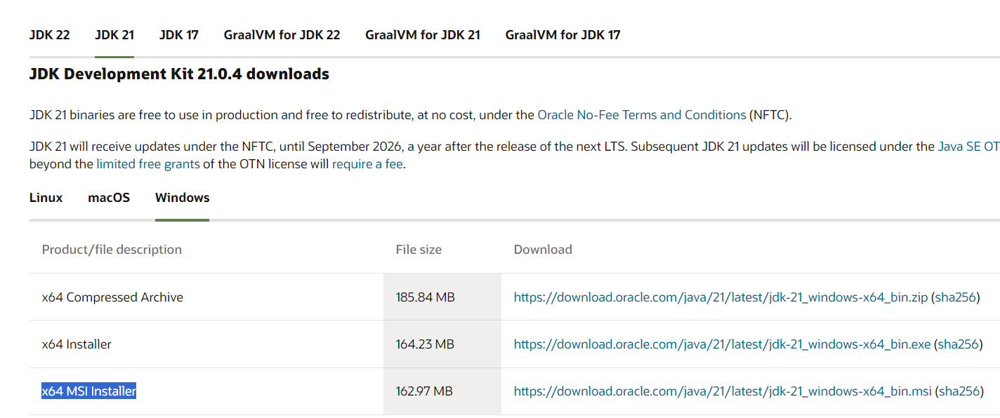 JDK 22 JDK 21 JDK 17 GraalVM for JDK 22 GraalVM for JDK 21 GraalVM for JDK 17
JDK Development Kit 21.0.4 downloads
JDK 21 binaries are free to use in production and free to redistribute, at no cost, under the Oracle No-Fee Terms and Conditions (NFTC).
JDK 21 will receive updates under the NFTC, until September 2026, a year after the release of the next LTS. Subsequent JDK 21 updates will be licensed under the Java SE OT
beyond the limited free grants of the OTN license will require a fee.
Linux macOS Windows
Product/file description File size Download
x64 Compressed Archive 185.84 MB https://download.oracle.com/java/21/latest/jdk-21_windows-x64_bin.zip (sha256)
x64 Installer 164.23 MB https://download.oracle.com/java/21/latest/jdk-21_windows-x64_bin.exe (sha256)
x64 MSI Installer 162.97 MB https://download.oracle.com/java/21/latest/jdk-21_windows-x64_bin.msi (sha256)